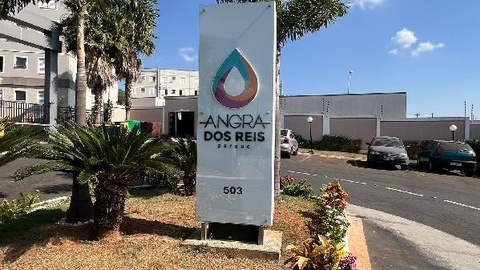 ANGRA
DOS REIS
parque
503